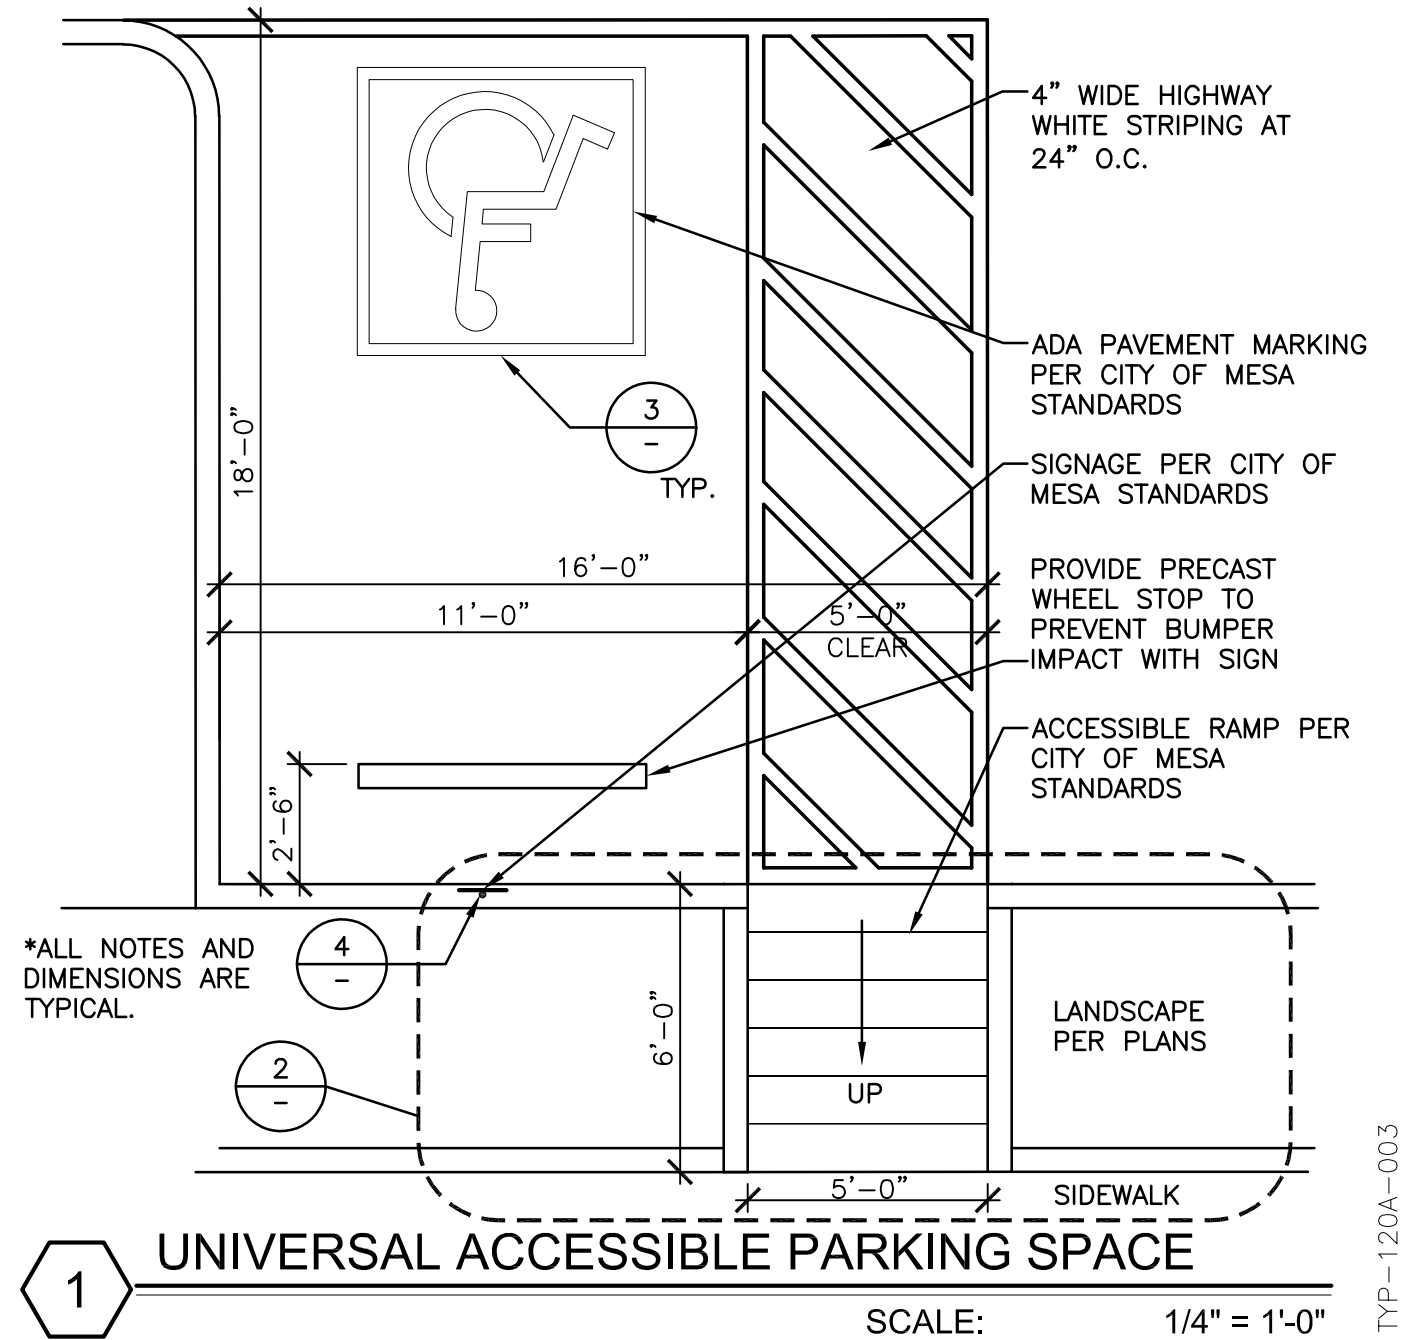 4” WIDE HIGHWAY
WHITE STRIPING AT
24” O.C.
ADA PAVEMENT MARKING
PER CITY OF MESA
STANDARDS
3
–
TYP.
18’–0”
SIGNAGE PER CITY OF
MESA STANDARDS
16’–0”
11’–0”
5’–0”
CLEAR
PROVIDE PRECAST
WHEEL STOP TO
PREVENT BUMPER
IMPACT WITH SIGN
ACCESSIBLE RAMP PER
CITY OF MESA
STANDARDS
2’–6”
*ALL NOTES AND
DIMENSIONS ARE
TYPICAL.
4
–
6’–0”
LANDSCAPE
PER PLANS
2
–
UP
5’–0”
SIDEWALK
1
UNIVERSAL ACCESSIBLE PARKING SPACE
SCALE: 1/4" = 1'-0"
TYP–120A–003